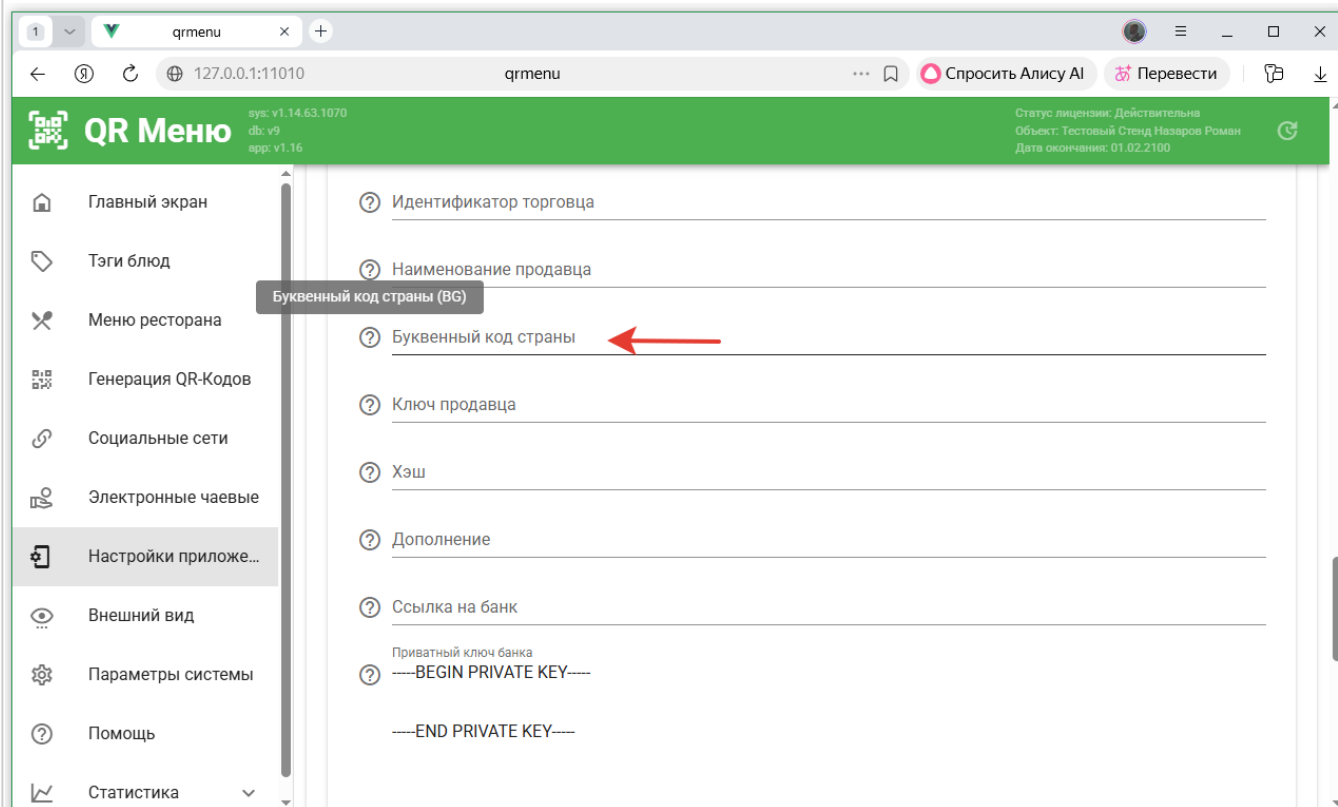 1
qrmenu
127.0.0.1:11010
qrmenu
Спросить Алису AI
Перевести
QR Меню
sys: v1.14.63.1070
db: v9
app: v1.16
Статус лицензии: Действительна
Объект: Тестовый Стенд Назаров Роман
Дата окончания: 01.02.2100
Главный экран
Тэги блюд
Меню ресторана
Генерация QR-Кодов
Социальные сети
Электронные чаевые
Настройки приложе...
Внешний вид
Параметры системы
Помощь
Статистика
Идентификатор торговца
Наименование продавца
Буквенный код страны (BG)
Буквенный код страны
Ключ продавца
Хэш
Дополнение
Ссылка на банк
Приватный ключ банка
-----BEGIN PRIVATE KEY-----
-----END PRIVATE KEY-----